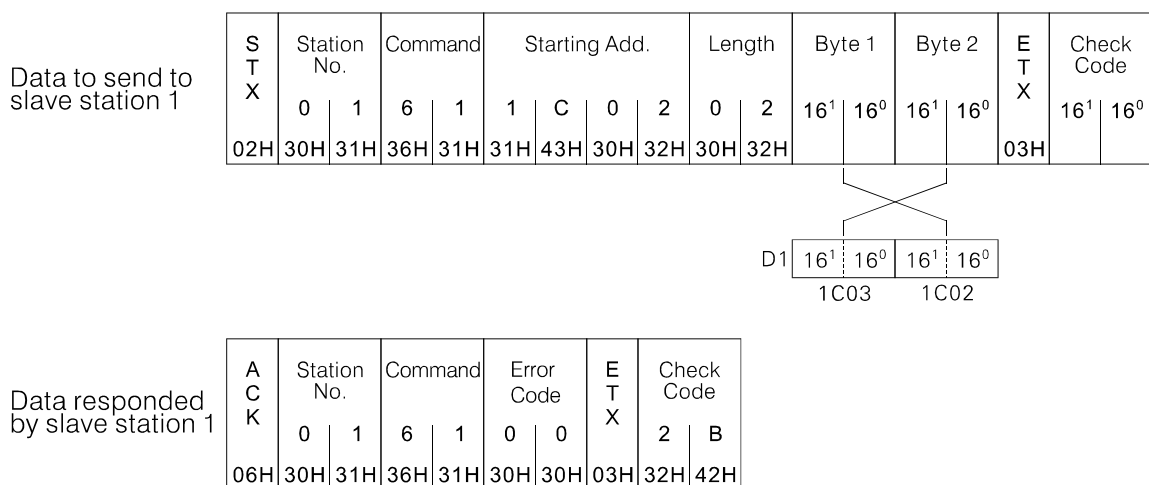 Data to send to
slave station 1
STX Station No. Command Starting Add. Length Byte 1 Byte 2 ETX Check Code
0 1 6 1 1 C 0 2 0 2 16¹ 16⁰ 16¹ 16⁰ 16¹ 16⁰
02H 30H 31H 36H 31H 31H 43H 30H 32H 30H 32H 03H
D1 16¹ 16⁰ 16¹ 16⁰
1C03 1C02
Data responded
by slave station 1
ACK Station No. Command Error Code ETX Check Code
0 1 6 1 0 0 2 B
06H 30H 31H 36H 31H 30H 30H 03H 32H 42H